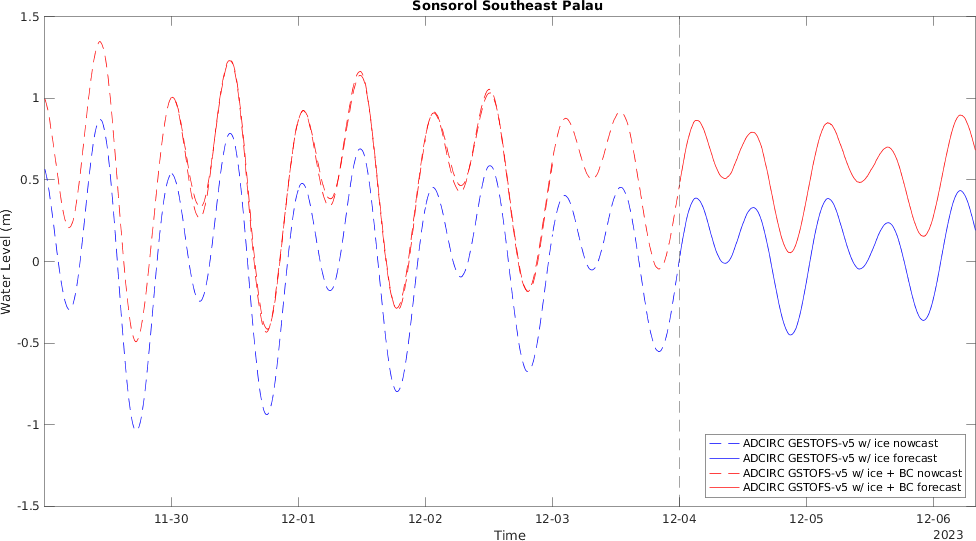 Sonsorol Southeast Palau
Water Level (m)
1.5
1
0.5
0
-0.5
-1
-1.5
11-30
12-01
12-02
12-03
12-04
12-05
12-06
Time
2023
ADCIRC GESTOFS-v5 w/ ice nowcast
ADCIRC GESTOFS-v5 w/ ice forecast
ADCIRC GSTOFS-v5 w/ ice + BC nowcast
ADCIRC GSTOFS-v5 w/ ice + BC forecast